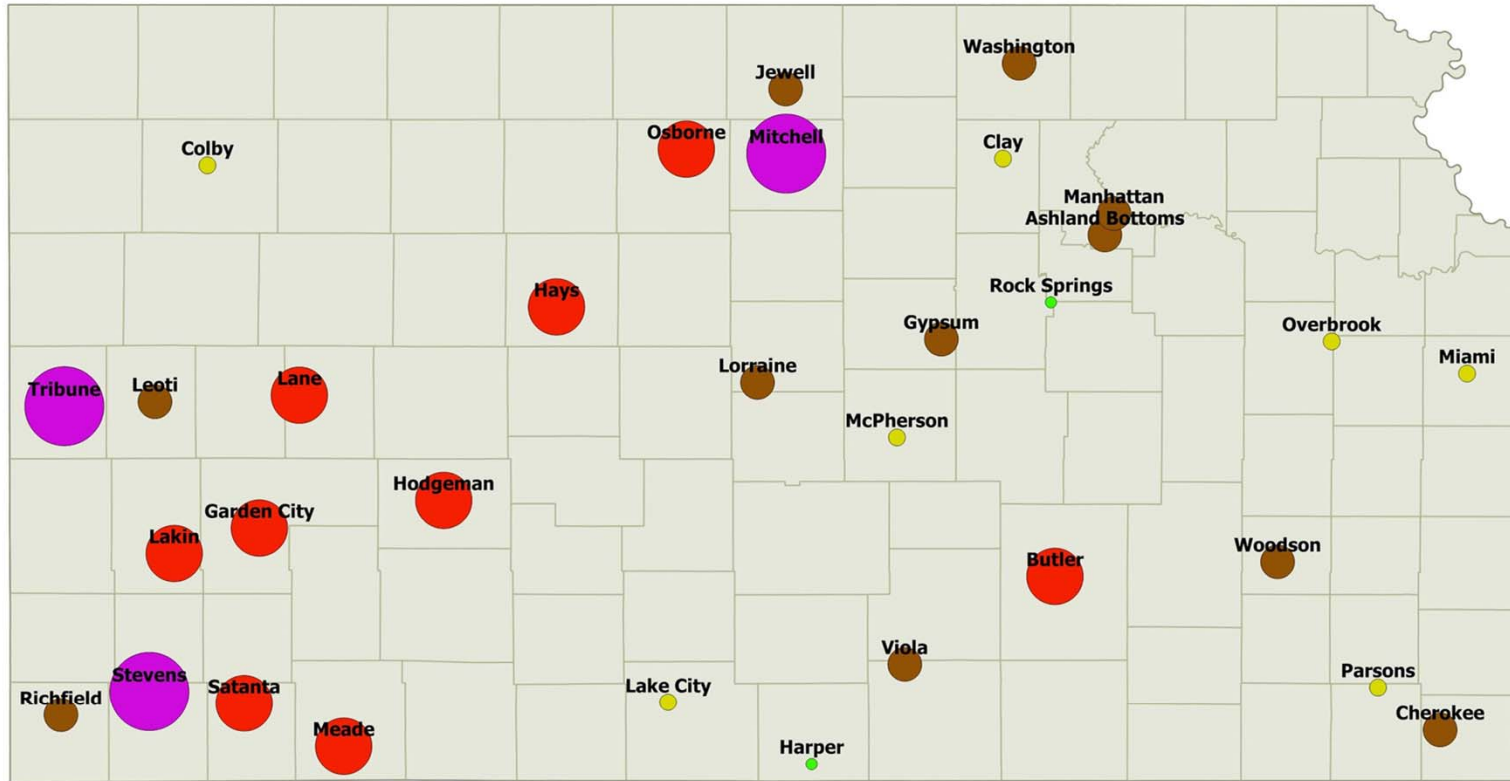 Washington
Jewell
Osborne
Mitchell
Colby
Clay
Manhattan
Ashland Bottoms
Hays
Rock Springs
Gypsum
Overbrook
Miami
Tribune
Leoti
Lane
Lorraine
McPherson
Hodgeman
Garden City
Lakin
Butler
Woodson
Viola
Stevens
Parsons
Richfield
Satanta
Lake City
Meade
Cherokee
Harper